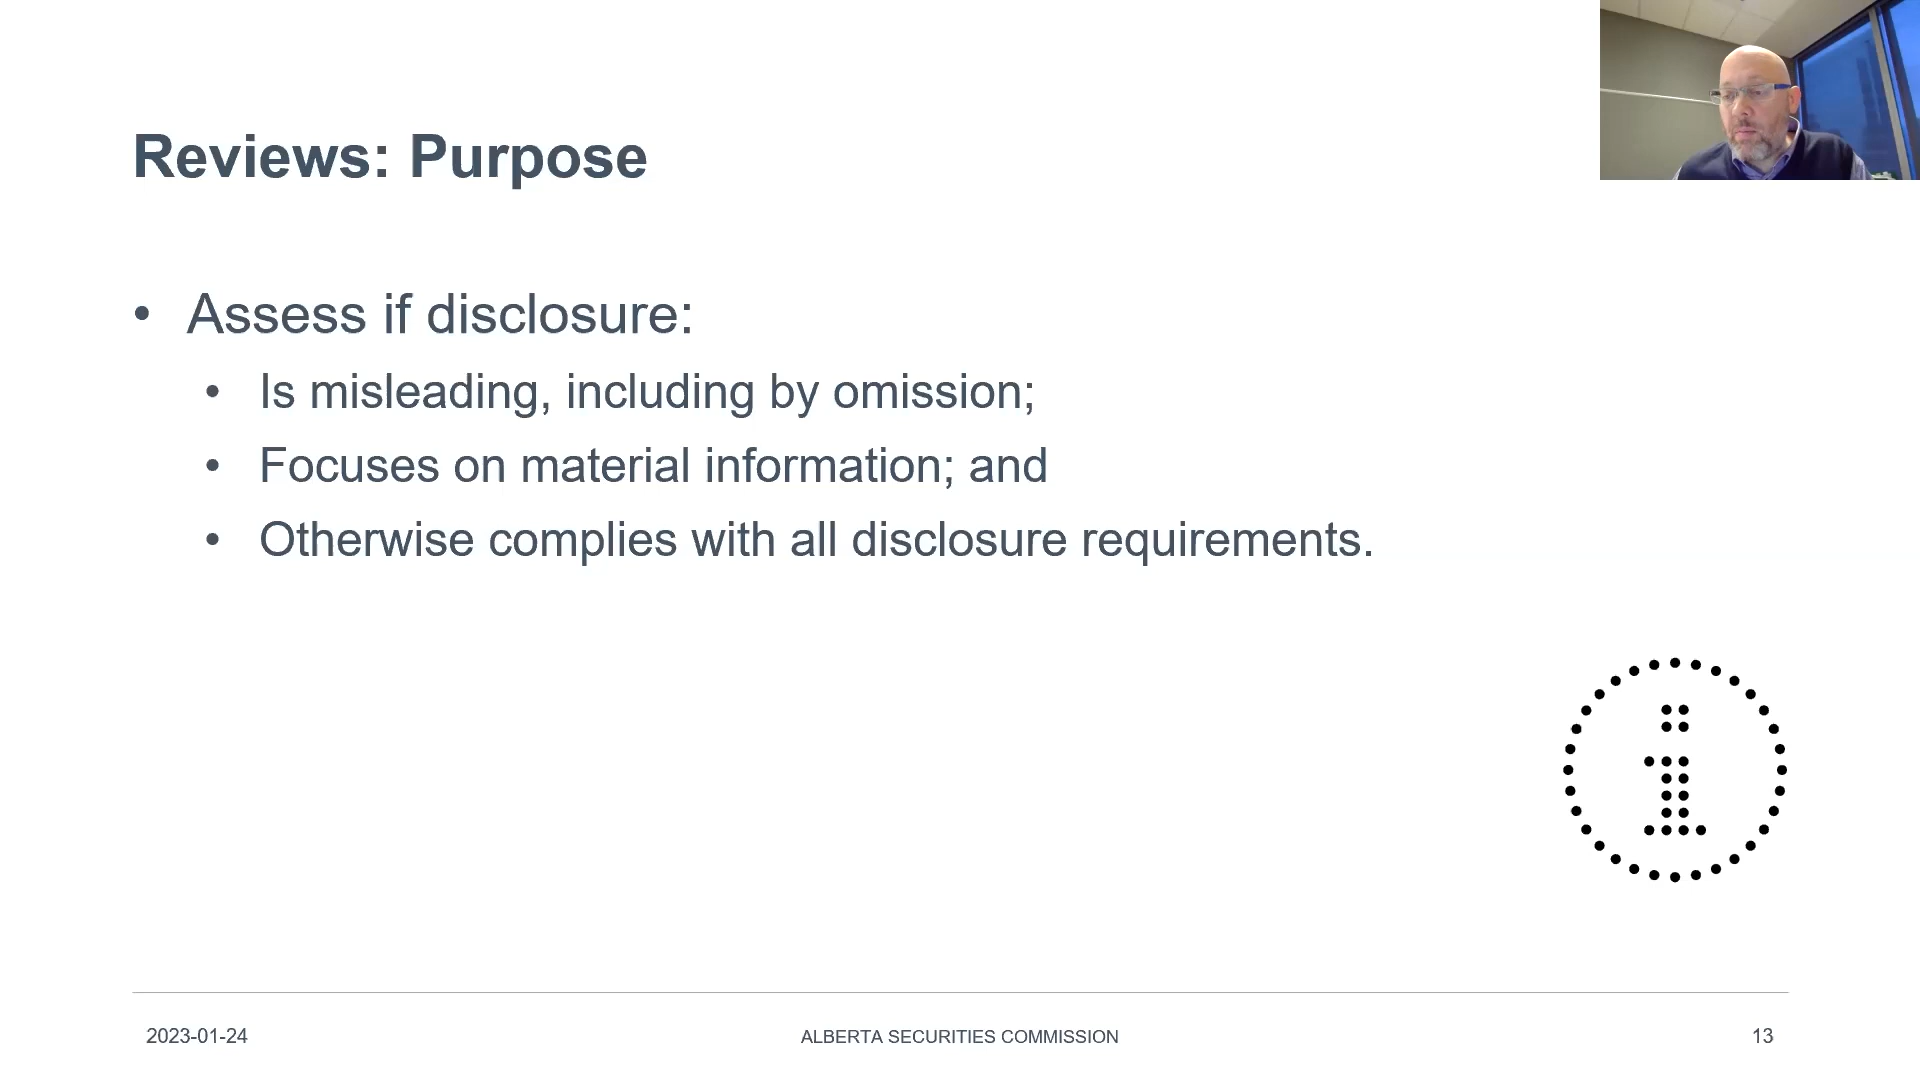 Reviews: Purpose
• Assess if disclosure:
• Is misleading, including by omission;
• Focuses on material information; and
• Otherwise complies with all disclosure requirements.
i
2023-01-24
ALBERTA SECURITIES COMMISSION
13